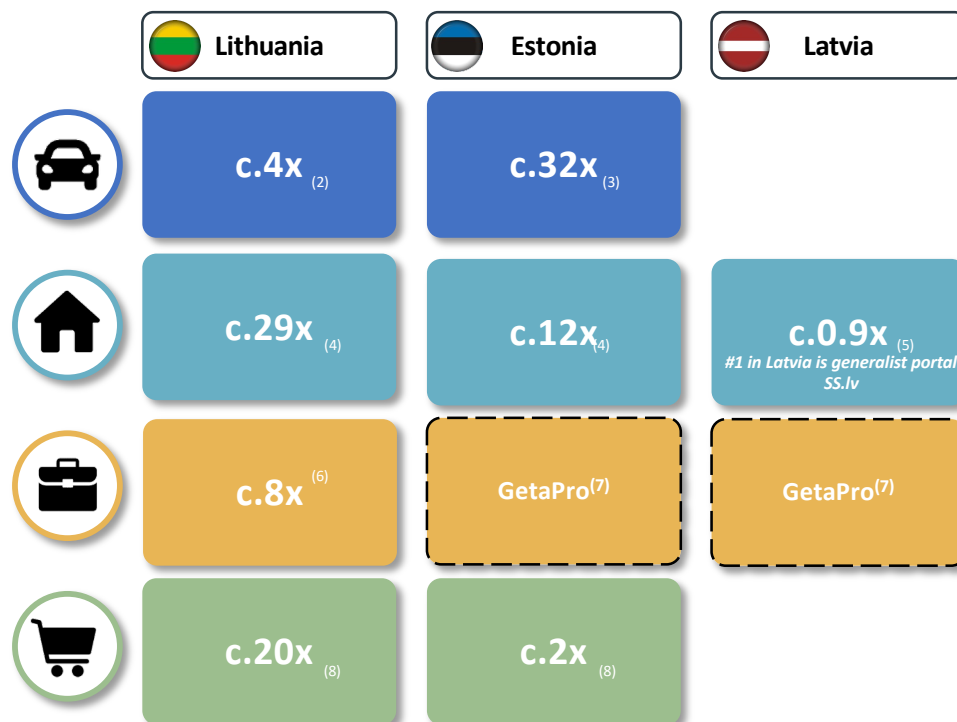 Lithuania
Estonia
Latvia
c.4x (2)
c.32x (3)
c.29x (4)
c.12x (4)
c.0.9x (5)
#1 in Latvia is generalist portal
SS.lv
c.8x (6)
GetaPro(7)
GetaPro(7)
c.20x (8)
c.2x (8)